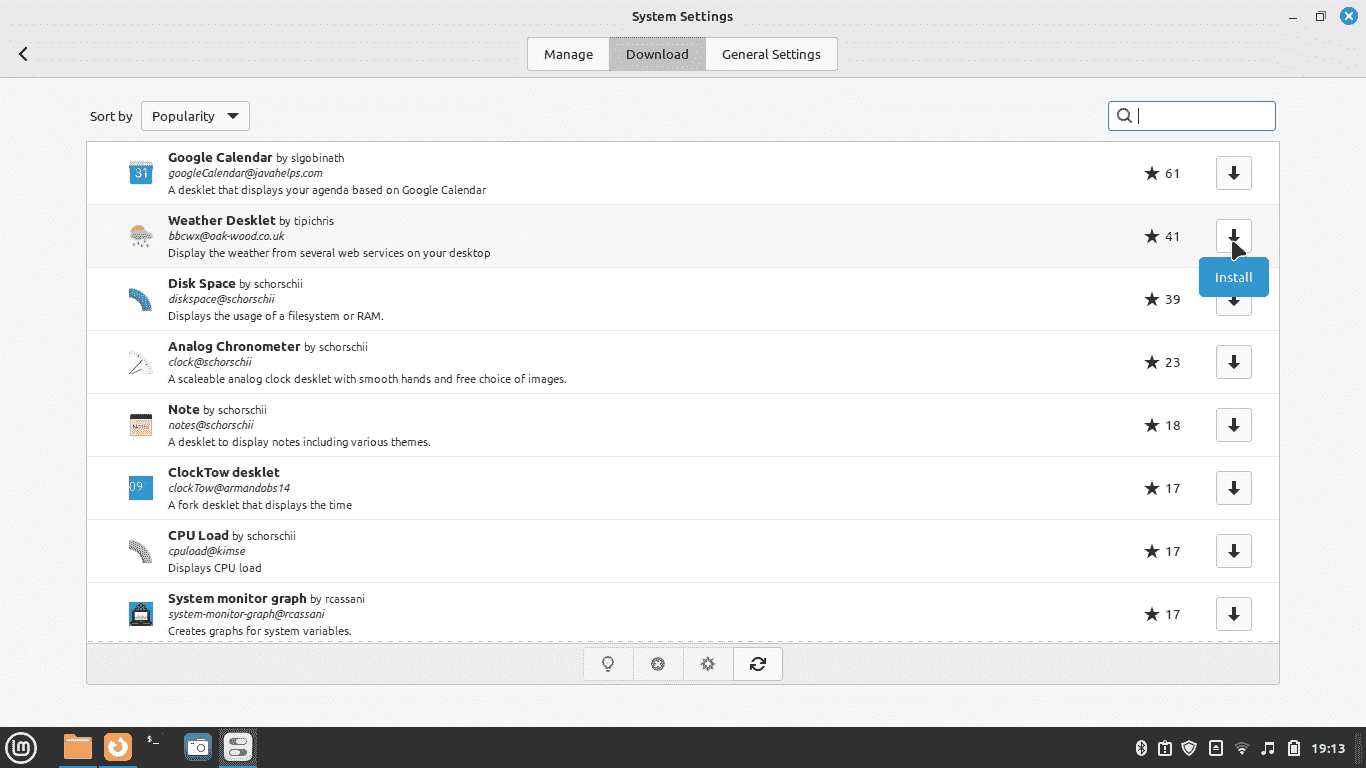 System Settings
Manage Download General Settings
Sort by Popularity
Google Calendar by slgobinath
googleCalendar@javahelps.com
A desklet that displays your agenda based on Google Calendar
61
Weather Desklet by tipichris
bbcwx@oak-wood.co.uk
Display the weather from several web services on your desktop
41
Install
Disk Space by schorschii
diskspace@schorschii
Displays the usage of a filesystem or RAM.
39
Analog Chronometer by schorschii
clock@schorschii
A scaleable analog clock desklet with smooth hands and free choice of images.
23
Note by schorschii
notes@schorschii
A desklet to display notes including various themes.
18
ClockTow desklet
clockTow@armandobs14
A fork desklet that displays the time
17
CPU Load by schorschii
cpuload@kimse
Displays CPU load
17
System monitor graph by rcassani
system-monitor-graph@rcassani
Creates graphs for system variables.
17
31
Notes
09
$_
19:13